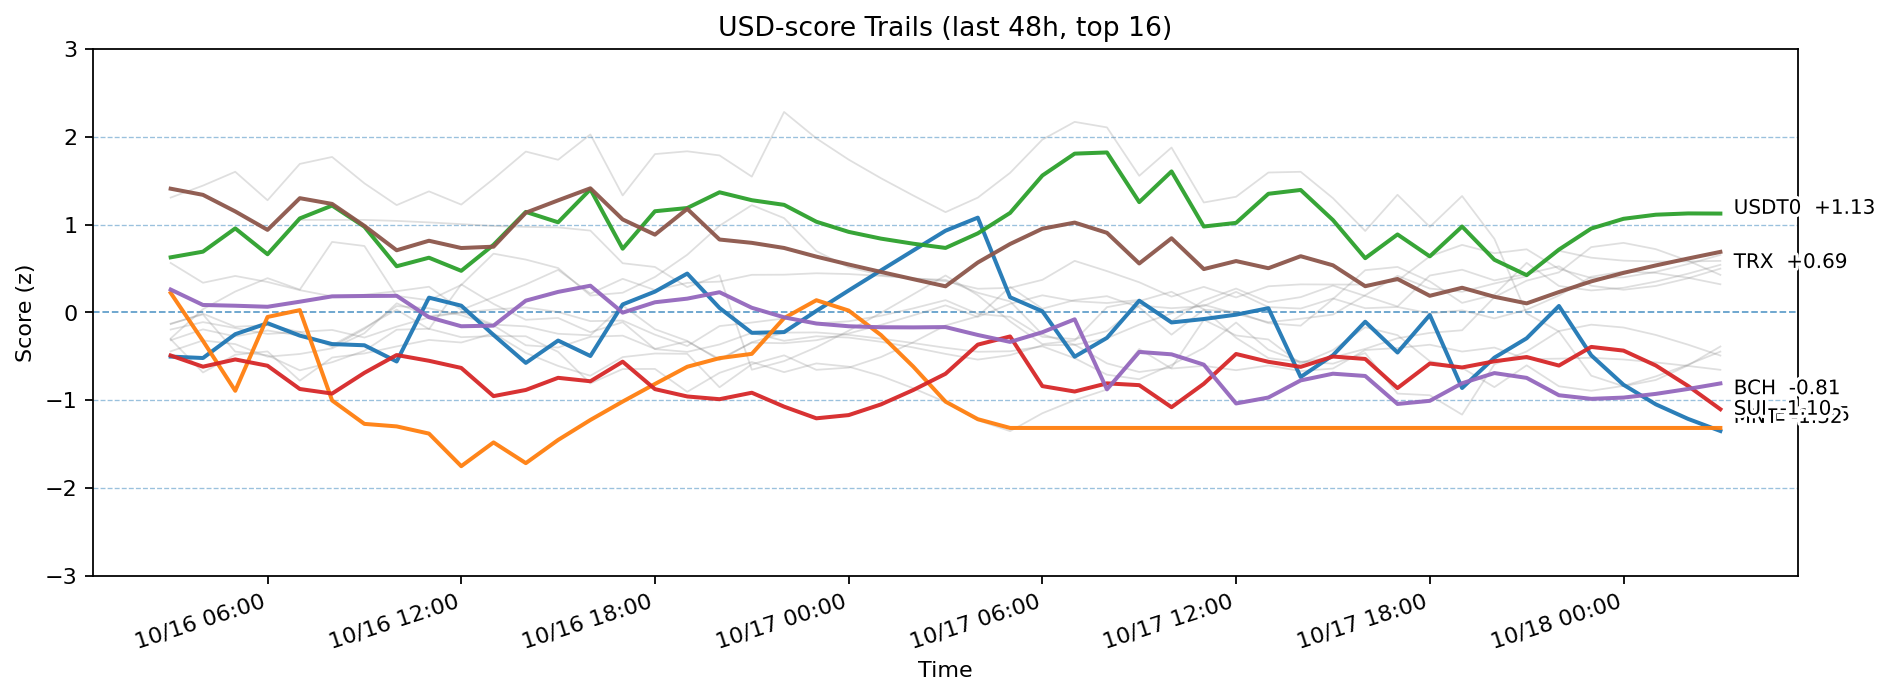 USD-score Trails (last 48h, top 16)
3
2
1
0
−1
−2
−3
Score (z)
USDT0 +1.13
TRX +0.69
BCH -0.81
SUI -1.10
10/16 06:00
10/16 12:00
10/16 18:00
10/17 00:00
10/17 06:00
10/17 12:00
10/17 18:00
10/18 00:00
Time